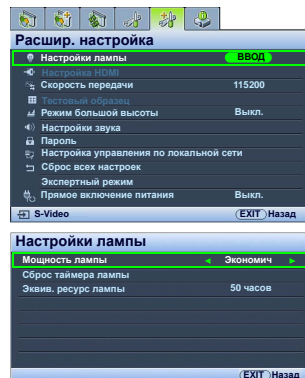 Расшир. настройка
Настройки лампы ВВОД
Настройка HDMI
Скорость передачи 115200
Тестовый образец
Режим большой высоты Выкл.
Настройки звука
Пароль
Настройка управления по локальной сети
Сброс всех настроек
Экспертный режим
Прямое включение питания Выкл.
S-Video EXIT Назад
Настройки лампы
Мощность лампы Экономич
Сброс таймера лампы
Эквив. ресурс лампы 50 часов
EXIT Назад